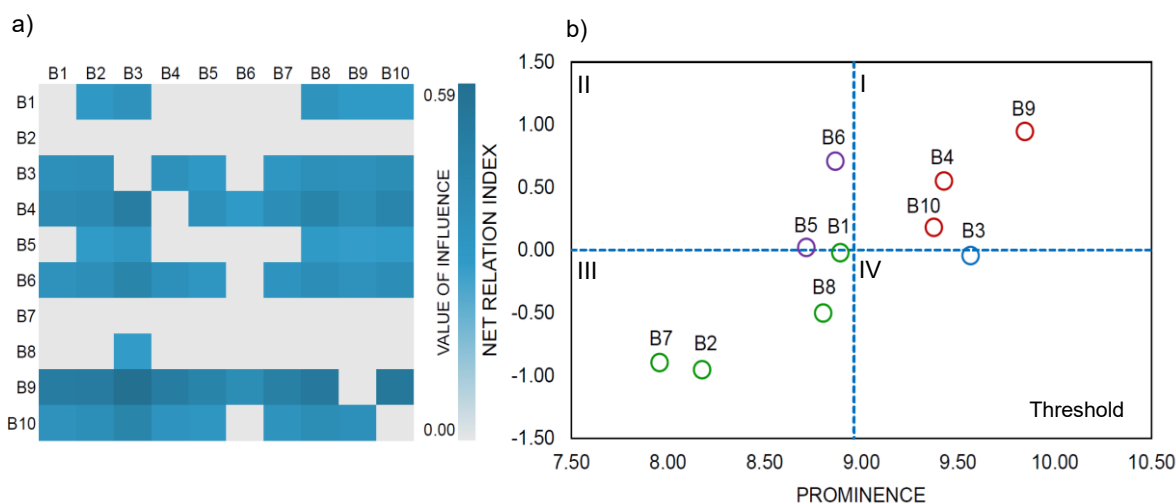 a)
B1 B2 B3 B4 B5 B6 B7 B8 B9 B10
B1
B2
B3
B4
B5
B6
B7
B8
B9
B10
0.59
0.00
VALUE OF INFLUENCE
b)
NET RELATION INDEX
1.50
1.00
0.50
0.00
-0.50
-1.00
-1.50
II
I
III
IV
B9
B6
B4
B10
B5
B1
B3
B8
B7
B2
Threshold
7.50 8.00 8.50 9.00 9.50 10.00 10.50
PROMINENCE